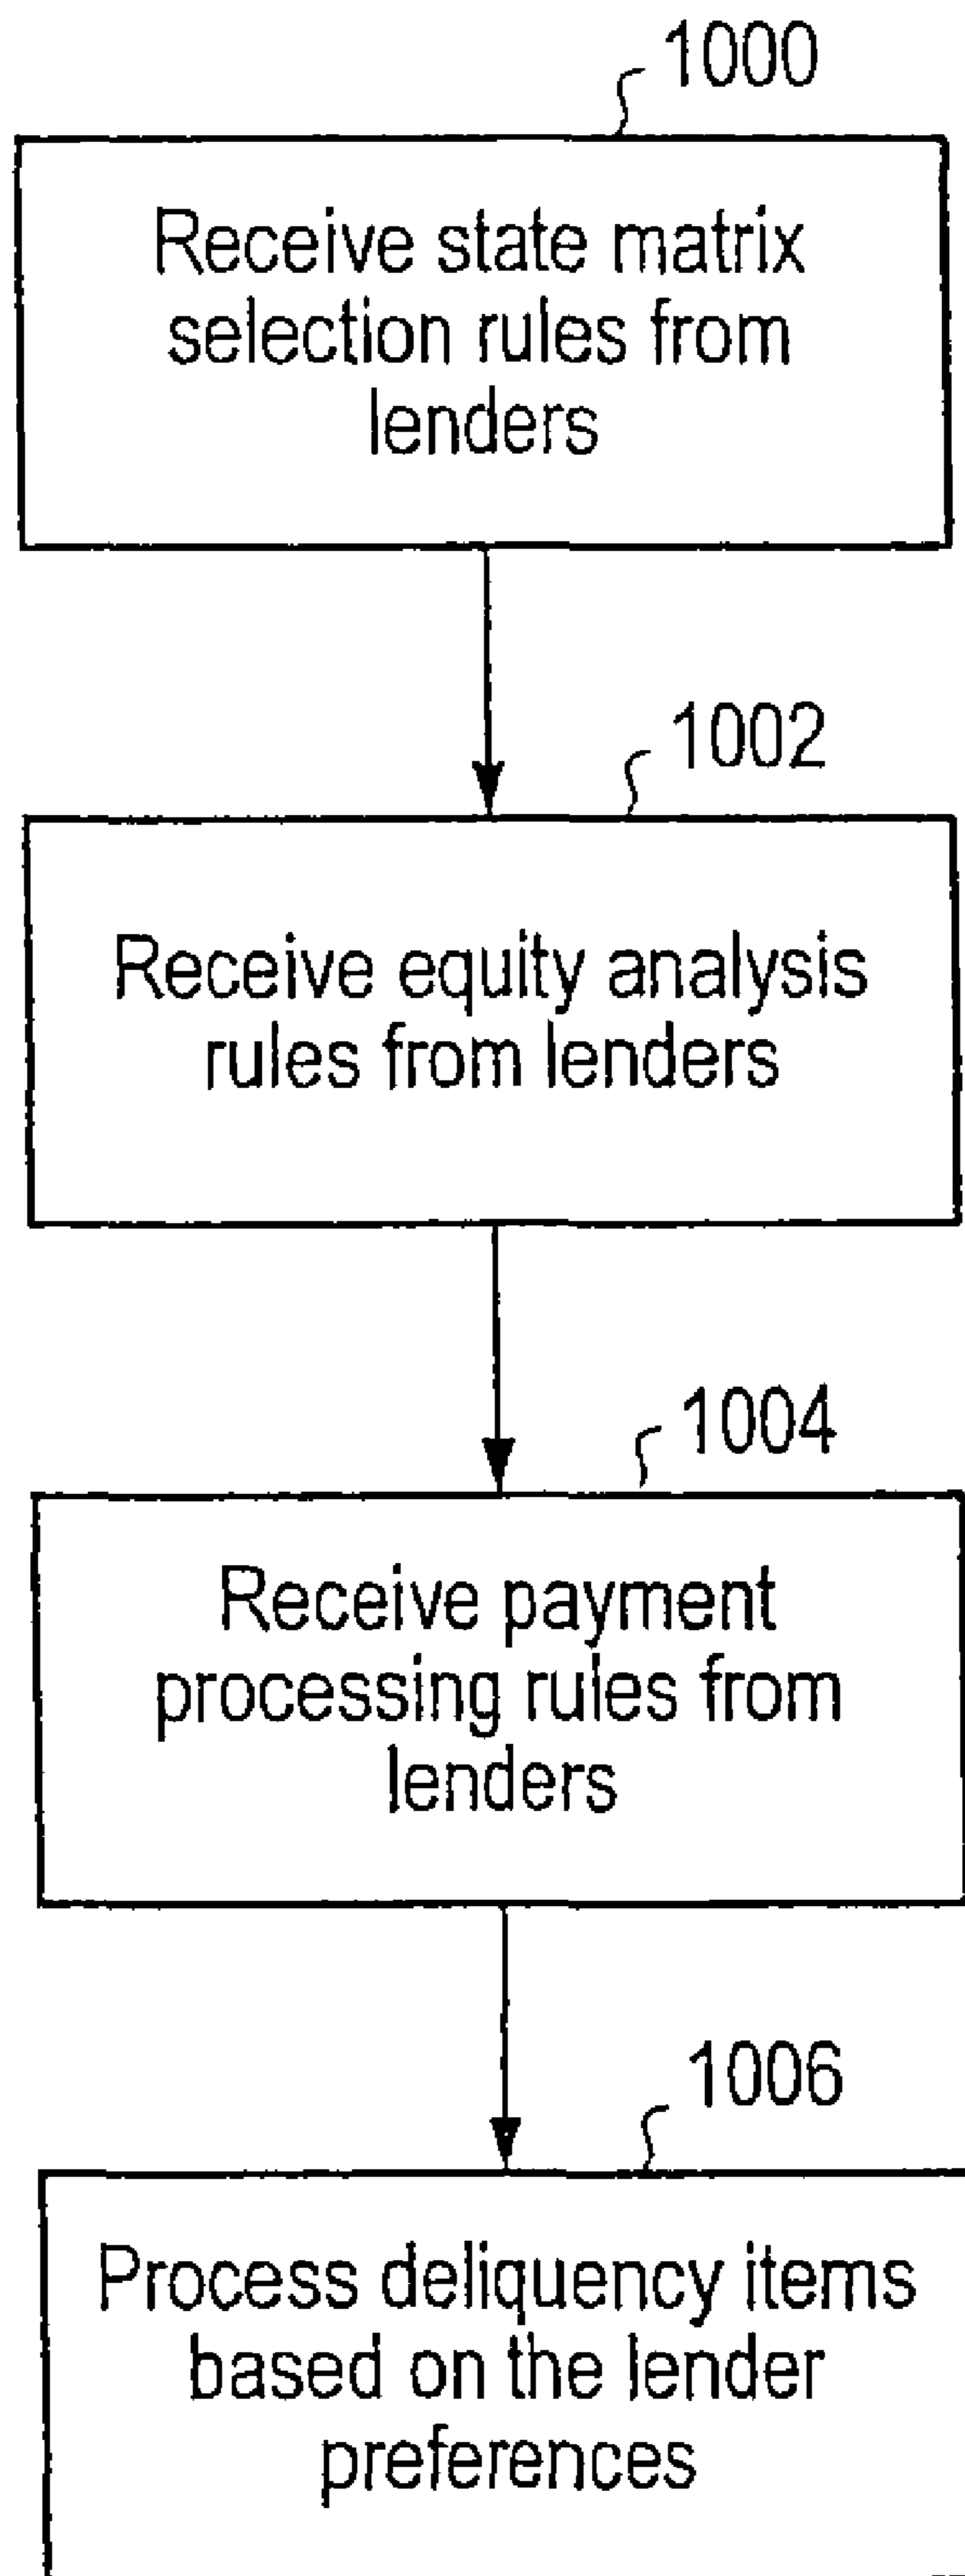 1000
Receive state matrix
selection rules from
lenders
1002
Receive equity analysis
rules from lenders
1004
Receive payment
processing rules from
lenders
1006
Process deliquency items
based on the lender
preferences